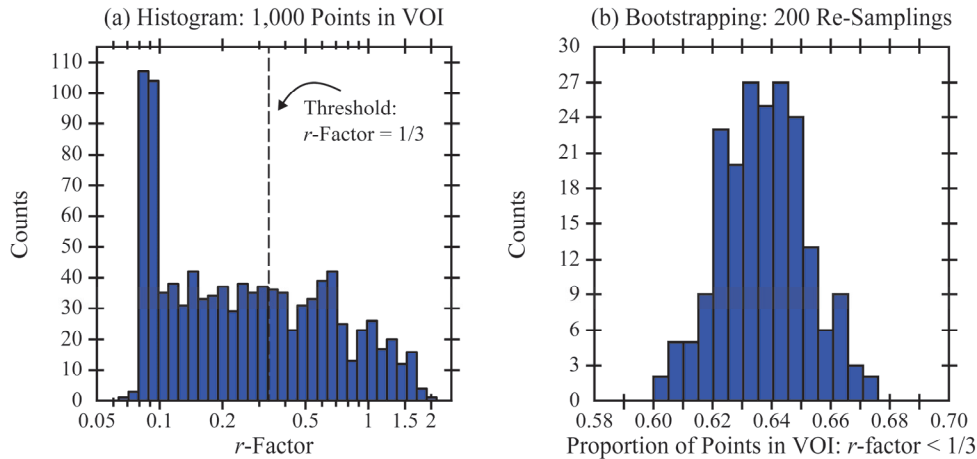 (a) Histogram: 1,000 Points in VOI
110
100
90
80
70
60
50
40
30
20
10
0
Counts
Threshold:
r-Factor = 1/3
0.05 0.1 0.2 0.5 1 1.5 2
r-Factor
(b) Bootstrapping: 200 Re-Samplings
30
27
24
21
18
15
12
9
6
3
0
Counts
0.58 0.60 0.62 0.64 0.66 0.68 0.70
Proportion of Points in VOI: r-factor < 1/3